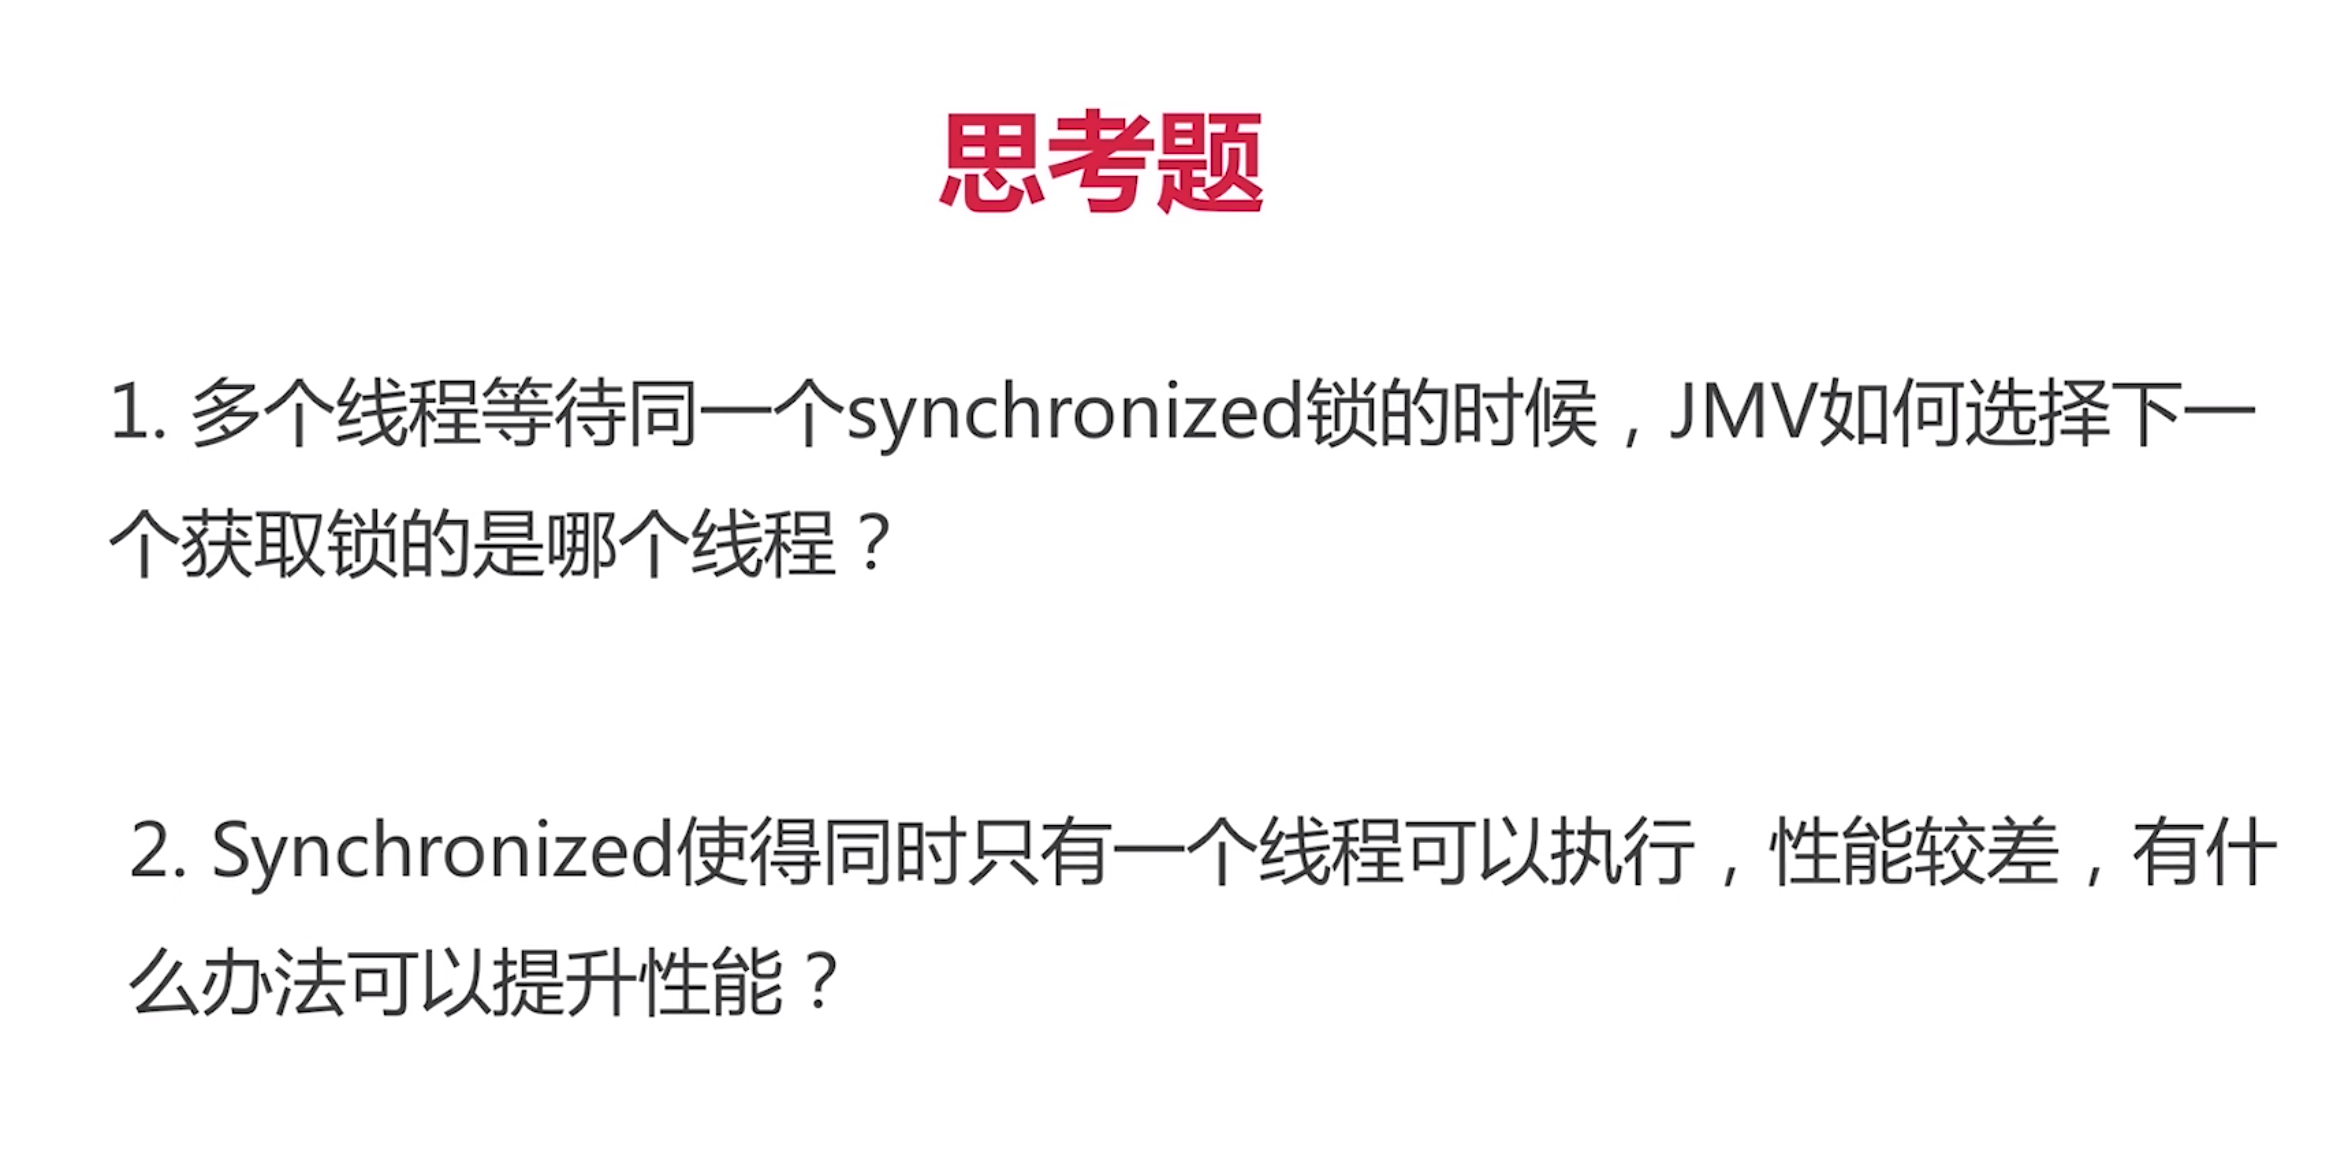 思考题
1. 多个线程等待同一个synchronized锁的时候，JMV如何选择下一
个获取锁的是哪个线程？
2. Synchronized使得同时只有一个线程可以执行，性能较差，有什
么办法可以提升性能？